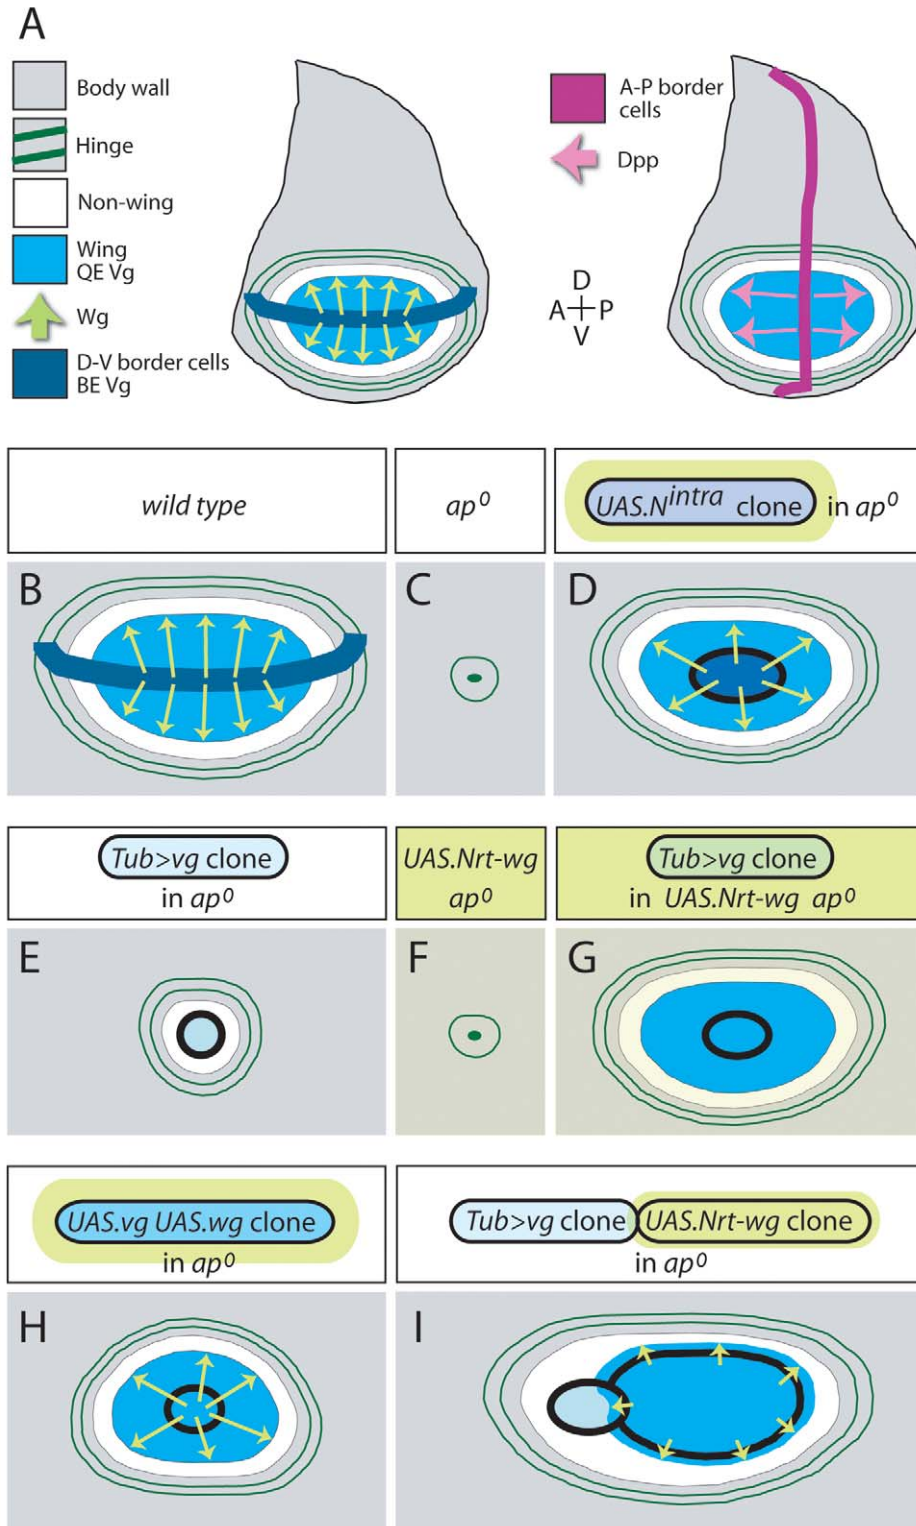 A
Body wall
Hinge
Non-wing
Wing
QE Vg
Wg
D-V border cells
BE Vg
A-P border
cells
Dpp
D
A P
V
wild type
ap⁰
UAS.Nⁱⁿᵗʳᵃ clone in ap⁰
B
C
D
Tub>vg clone
in ap⁰
UAS.Nrt-wg
ap⁰
Tub>vg clone
in UAS.Nrt-wg ap⁰
E
F
G
UAS.vg UAS.wg clone
in ap⁰
Tub>vg clone UAS.Nrt-wg clone
in ap⁰
H
I